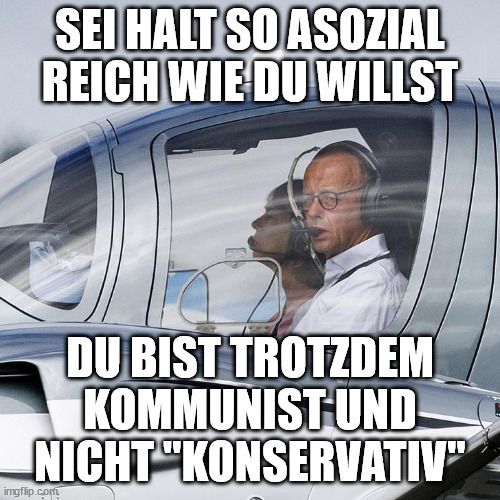 SEI HALT SO ASOZIAL
REICH WIE DU WILLST
DU BIST TROTZDEM
KOMMUNIST UND
NICHT "KONSERVATIV"
imgflip.com